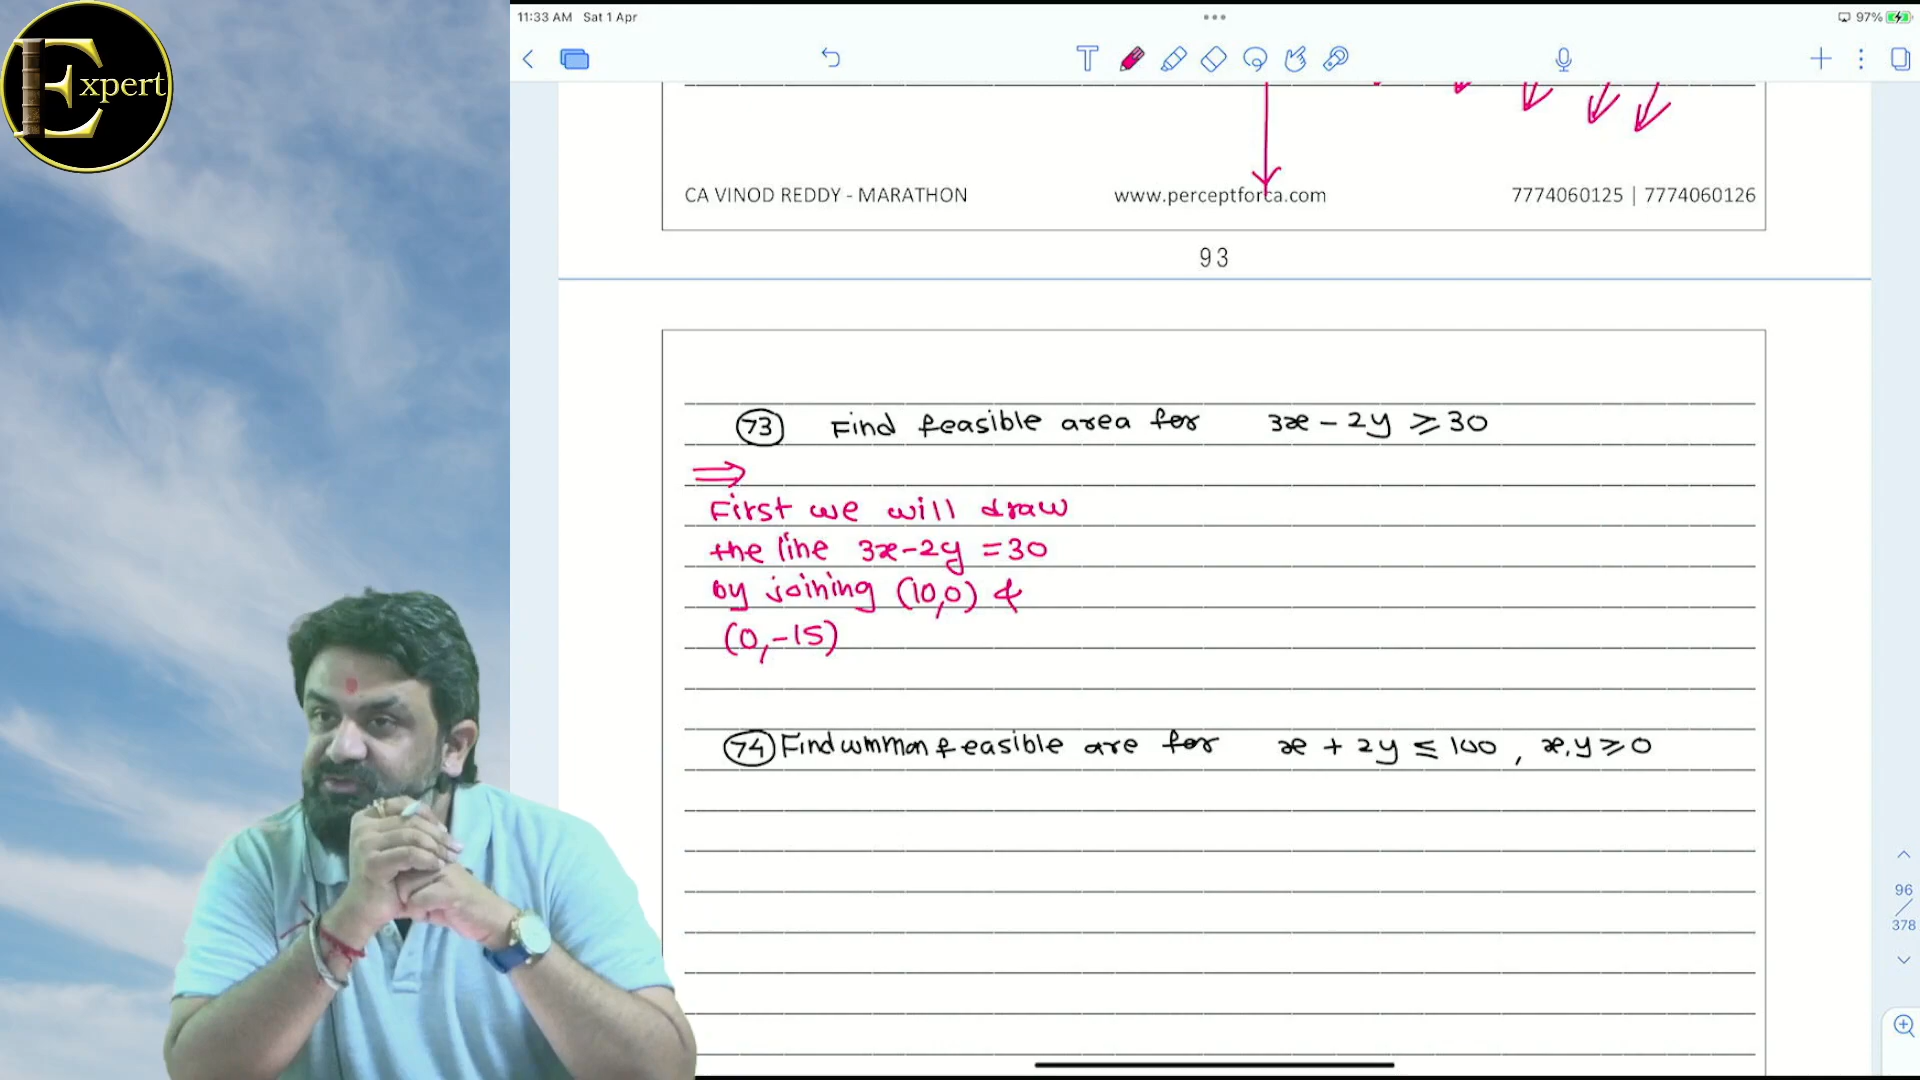 Expert
11:33 AM Sat 1 Apr
97%
CA VINOD REDDY - MARATHON www.perceptforca.com 7774060125 | 7774060126
93
73 Find feasible area for 3x - 2y ≥ 30
⇒
First we will draw
the line 3x-2y = 30
by joining (10,0) &
(0,-15)
74 Find common feasible are for x + 2y ≤ 100, x,y ≥ 0
96
378